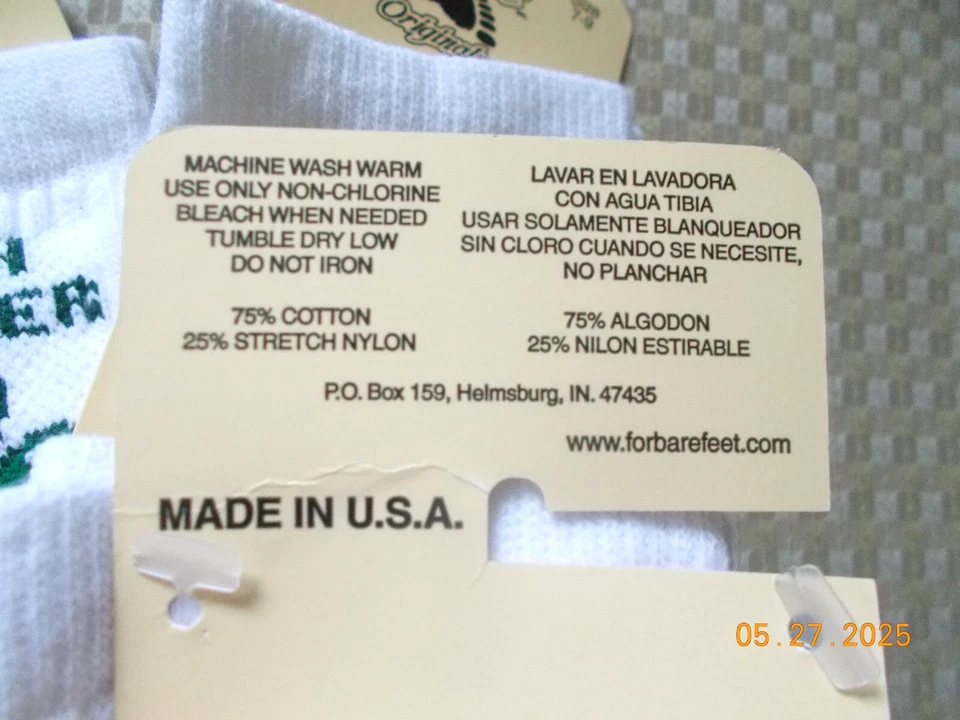 Originals
MACHINE WASH WARM
USE ONLY NON-CHLORINE
BLEACH WHEN NEEDED
TUMBLE DRY LOW
DO NOT IRON
75% COTTON
25% STRETCH NYLON
LAVAR EN LAVADORA
CON AGUA TIBIA
USAR SOLAMENTE BLANQUEADOR
SIN CLORO CUANDO SE NECESITE,
NO PLANCHAR
75% ALGODON
25% NILON ESTIRABLE
P.O. Box 159, Helmsburg, IN. 47435
www.forbarefeet.com
MADE IN U.S.A.
05.27.2025